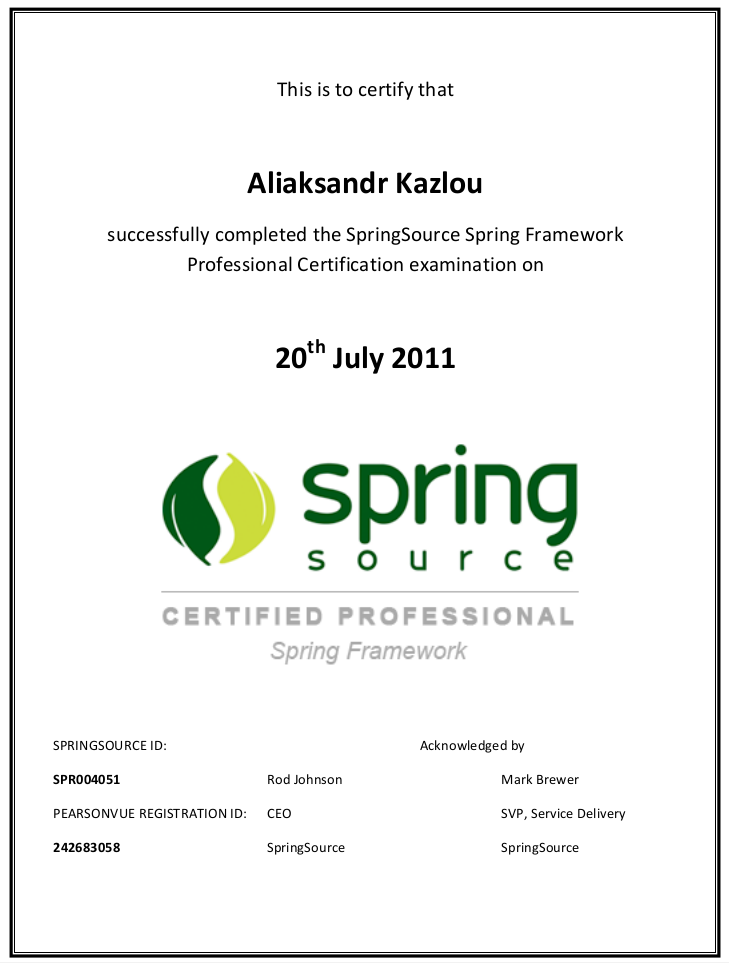 This is to certify that
Aliaksandr Kazlou
successfully completed the SpringSource Spring Framework
Professional Certification examination on
20th July 2011
spring
source
CERTIFIED PROFESSIONAL
Spring Framework
SPRINGSOURCE ID: Acknowledged by
SPR004051 Rod Johnson Mark Brewer
PEARSONVUE REGISTRATION ID: CEO SVP, Service Delivery
242683058 SpringSource SpringSource